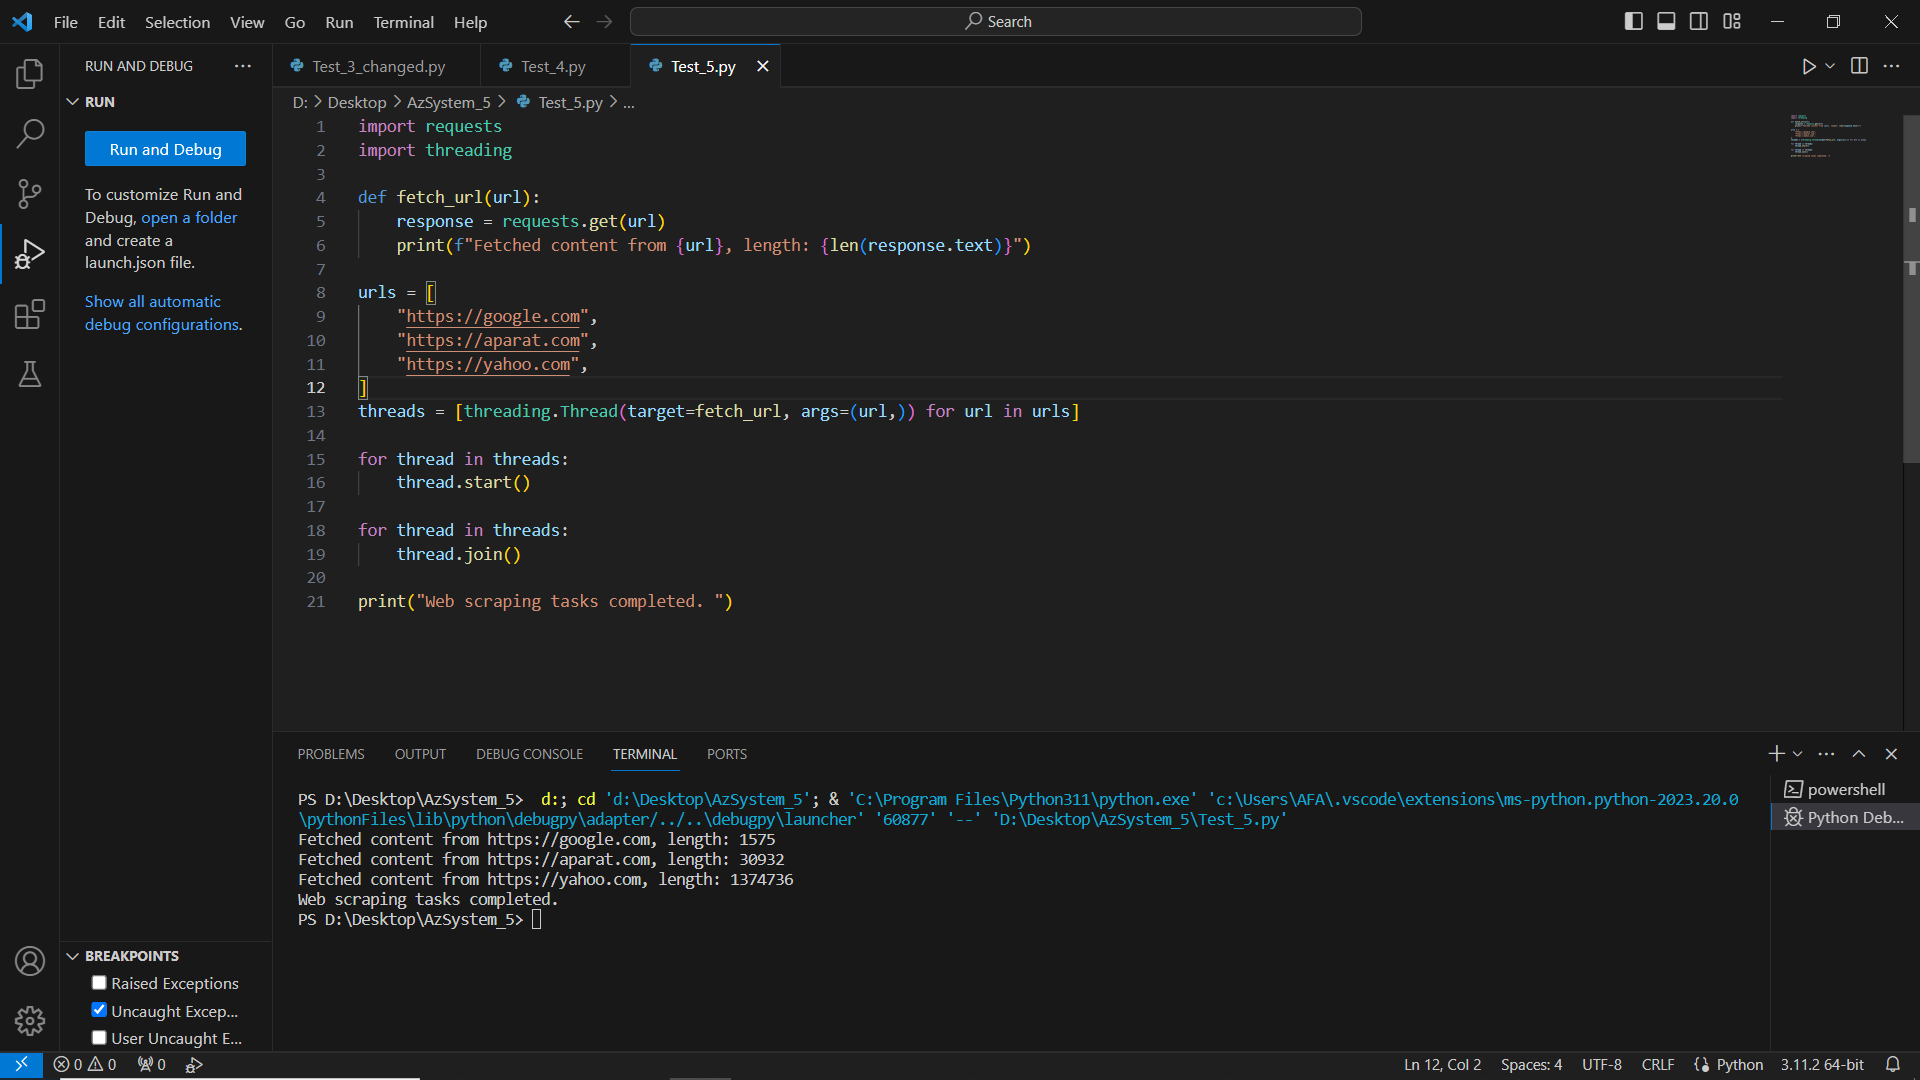 File Edit Selection View Go Run Terminal Help Search
RUN AND DEBUG ...
Test_3_changed.py Test_4.py Test_5.py
RUN
D: > Desktop > AzSystem_5 > Test_5.py > ...
Run and Debug
To customize Run and
Debug, open a folder
and create a
launch.json file.
Show all automatic
debug configurations.
1 import requests
2 import threading
3
4 def fetch_url(url):
5     response = requests.get(url)
6     print(f"Fetched content from {url}, length: {len(response.text)}")
7
8 urls = [
9     "https://google.com",
10     "https://aparat.com",
11     "https://yahoo.com",
12 ]
13 threads = [threading.Thread(target=fetch_url, args=(url,)) for url in urls]
14
15 for thread in threads:
16     thread.start()
17
18 for thread in threads:
19     thread.join()
20
21 print("Web scraping tasks completed. ")
PROBLEMS OUTPUT DEBUG CONSOLE TERMINAL PORTS
PS D:\Desktop\AzSystem_5>  d:; cd 'd:\Desktop\AzSystem_5'; & 'C:\Program Files\Python311\python.exe' 'c:\Users\AFA\.vscode\extensions\ms-python.python-2023.20.0
\pythonFiles\lib\python\debugpy\adapter/../..\debugpy\launcher' '60877' '--' 'D:\Desktop\AzSystem_5\Test_5.py'
Fetched content from https://google.com, length: 1575
Fetched content from https://aparat.com, length: 30932
Fetched content from https://yahoo.com, length: 1374736
Web scraping tasks completed.
PS D:\Desktop\AzSystem_5>
powershell
Python Deb...
BREAKPOINTS
Raised Exceptions
Uncaught Excep...
User Uncaught E...
0 0 0 Ln 12, Col 2 Spaces: 4 UTF-8 CRLF Python 3.11.2 64-bit